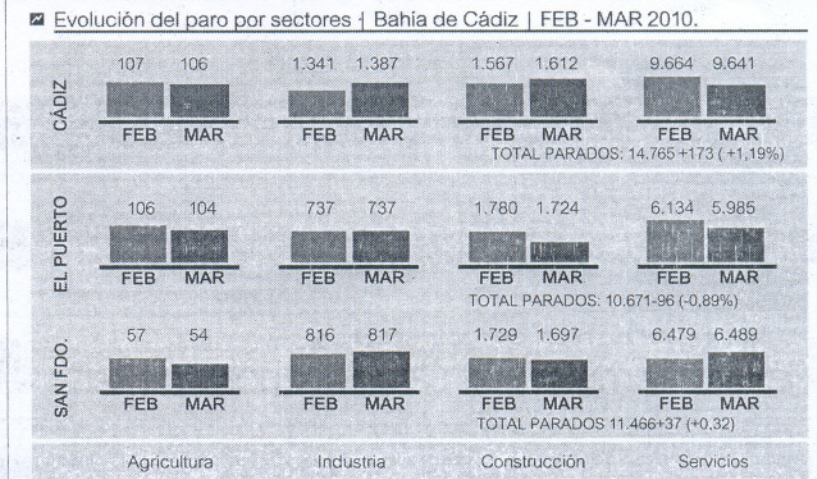 Evolución del paro por sectores | Bahía de Cádiz | FEB - MAR 2010.
CÁDIZ
107 106 1.341 1.387 1.567 1.612 9.664 9.641
FEB MAR FEB MAR FEB MAR FEB MAR
TOTAL PARADOS: 14.765 +173 ( +1,19%)
EL PUERTO
106 104 737 737 1.780 1.724 6.134 5.985
FEB MAR FEB MAR FEB MAR FEB MAR
TOTAL PARADOS: 10.671-96 (-0,89%)
SAN FDO.
57 54 816 817 1.729 1.697 6.479 6.489
FEB MAR FEB MAR FEB MAR FEB MAR
TOTAL PARADOS 11.466+37 (+0,32)
Agricultura Industria Construcción Servicios